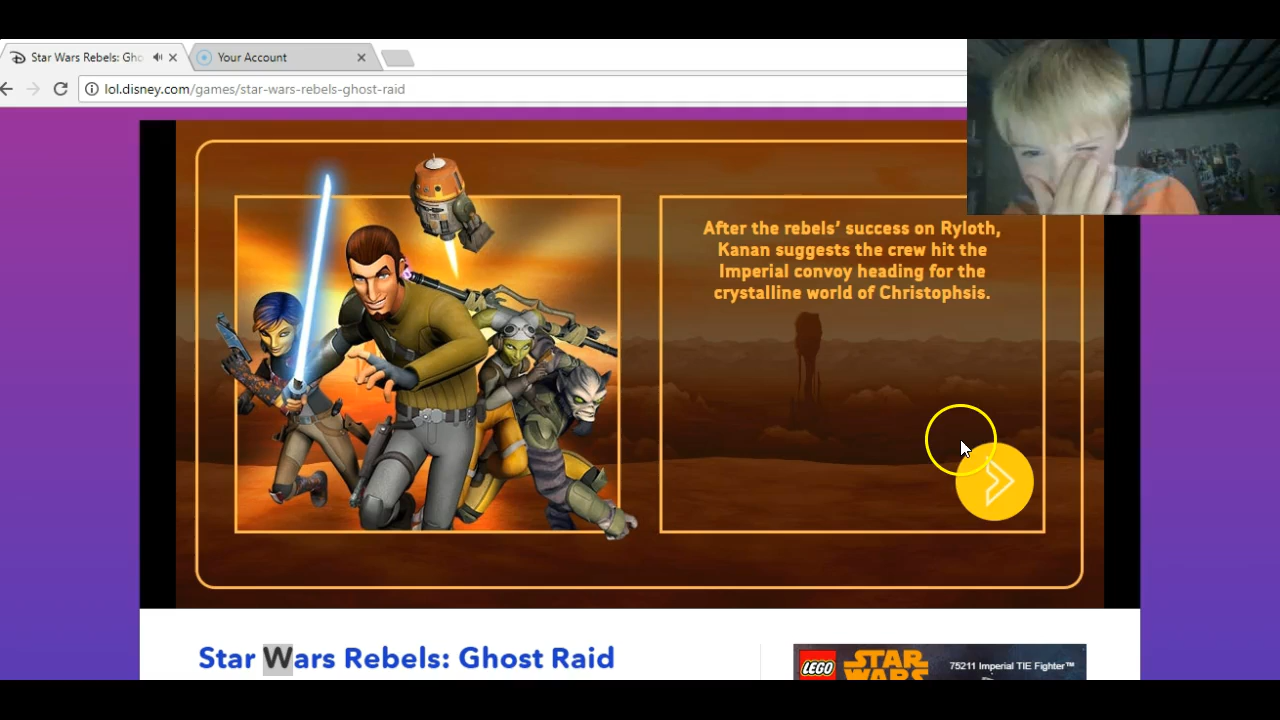 Star Wars Rebels: Gho
Your Account
lol.disney.com/games/star-wars-rebels-ghost-raid
After the rebels’ success on Ryloth,
Kanan suggests the crew hit the
Imperial convoy heading for the
crystalline world of Christophsis.
Star Wars Rebels: Ghost Raid
LEGO STAR WARS 75211 Imperial TIE Fighter™